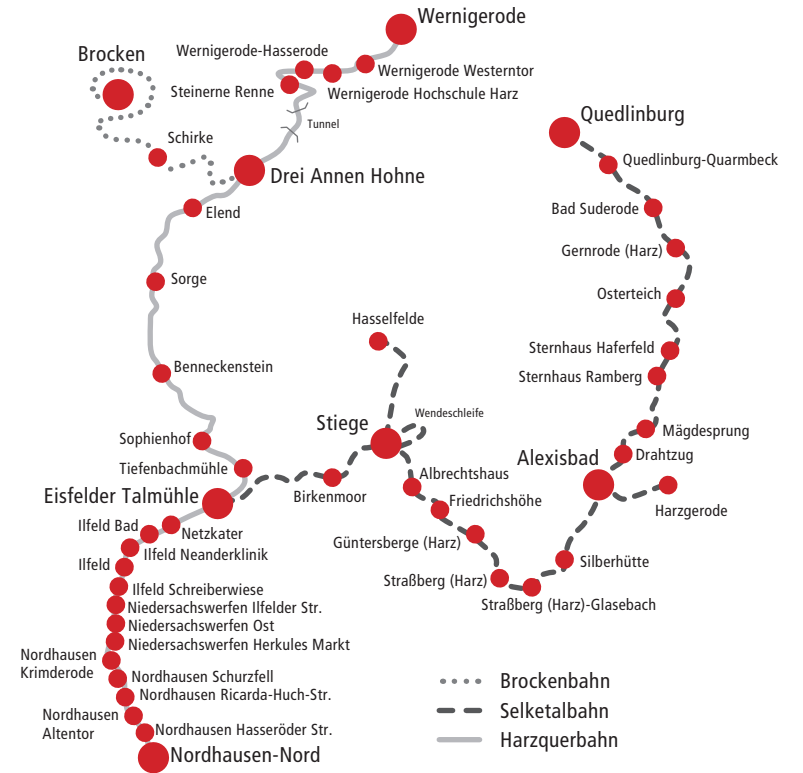 Wernigerode
Brocken
Wernigerode-Hasserode
Wernigerode Westerntor
Steinerne Renne
Wernigerode Hochschule Harz
Quedlinburg
Tunnel
Schirke
Quedlinburg-Quarmbeck
Drei Annen Hohne
Elend
Bad Suderode
Gernrode (Harz)
Sorge
Osterteich
Hasselfelde
Sternhaus Haferfeld
Benneckenstein
Sternhaus Ramberg
Wendeschleife
Stiege
Mägdesprung
Sophienhof
Drahtzug
Alexisbad
Tiefenbachmühle
Albrechtshaus
Eisfelder Talmühle
Birkenmoor
Friedrichshöhe
Harzgerode
Ilfeld Bad
Netzkater
Güntersberge (Harz)
Ilfeld Neanderklinik
Ilfeld
Silberhütte
Straßberg (Harz)
Ilfeld Schreiberwiese
Straßberg (Harz)-Glasebach
Niedersachswerfen Ilfelder Str.
Niedersachswerfen Ost
Niedersachswerfen Herkules Markt
Nordhausen
Krimderode
Nordhausen Schurzfell
Nordhausen Ricarda-Huch-Str.
Nordhausen
Altentor
Nordhausen Hasseröder Str.
Nordhausen-Nord
Brockenbahn
Selketalbahn
Harzquerbahn